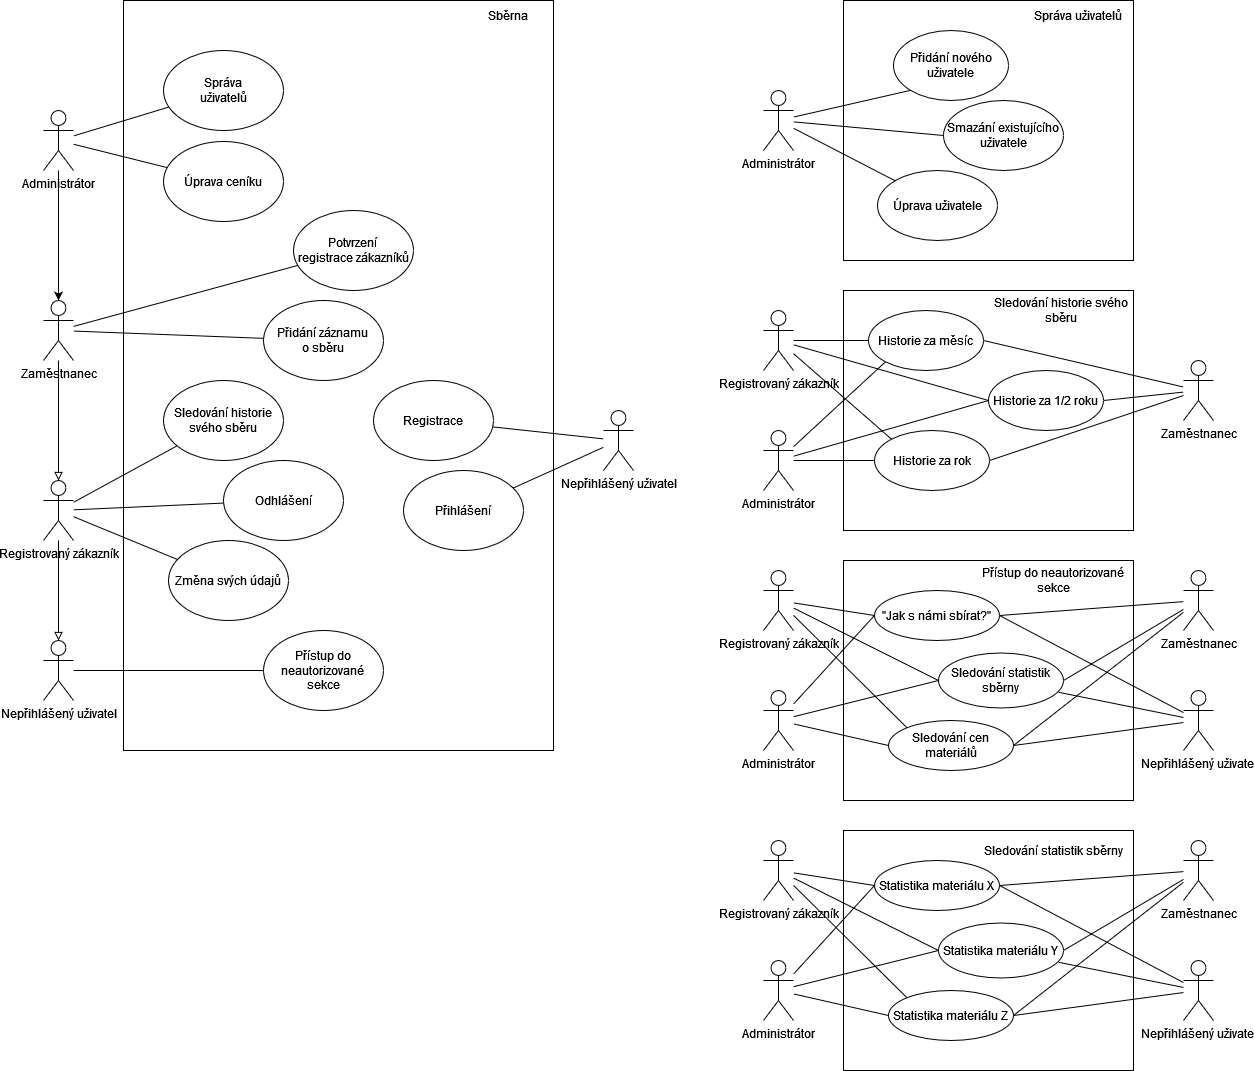 Sběrna
Správa
uživatelů
Úprava ceníku
Administrátor
Potvrzení
registrace zákazníků
Přidání záznamu
o sběru
Zaměstnanec
Sledování historie
svého sběru
Registrace
Odhlášení
Přihlášení
Nepřihlášený uživatel
Registrovaný zákazník
Změna svých údajů
Přístup do
neautorizované
sekce
Nepřihlášený uživatel
Správa uživatelů
Přidání nového
uživatele
Smazání existujícího
uživatele
Administrátor
Úprava uživatele
Sledování historie svého
sběru
Historie za měsíc
Registrovaný zákazník
Historie za 1/2 roku
Zaměstnanec
Historie za rok
Administrátor
Přístup do neautorizované
sekce
"Jak s námi sbírat?"
Registrovaný zákazník
Zaměstnanec
Sledování statistik
sběrny
Sledování cen
materiálů
Administrátor
Nepřihlášený uživate
Sledování statistik sběrny
Statistika materiálu X
Registrovaný zákazník
Zaměstnanec
Statistika materiálu Y
Statistika materiálu Z
Administrátor
Nepřihlášený uživate